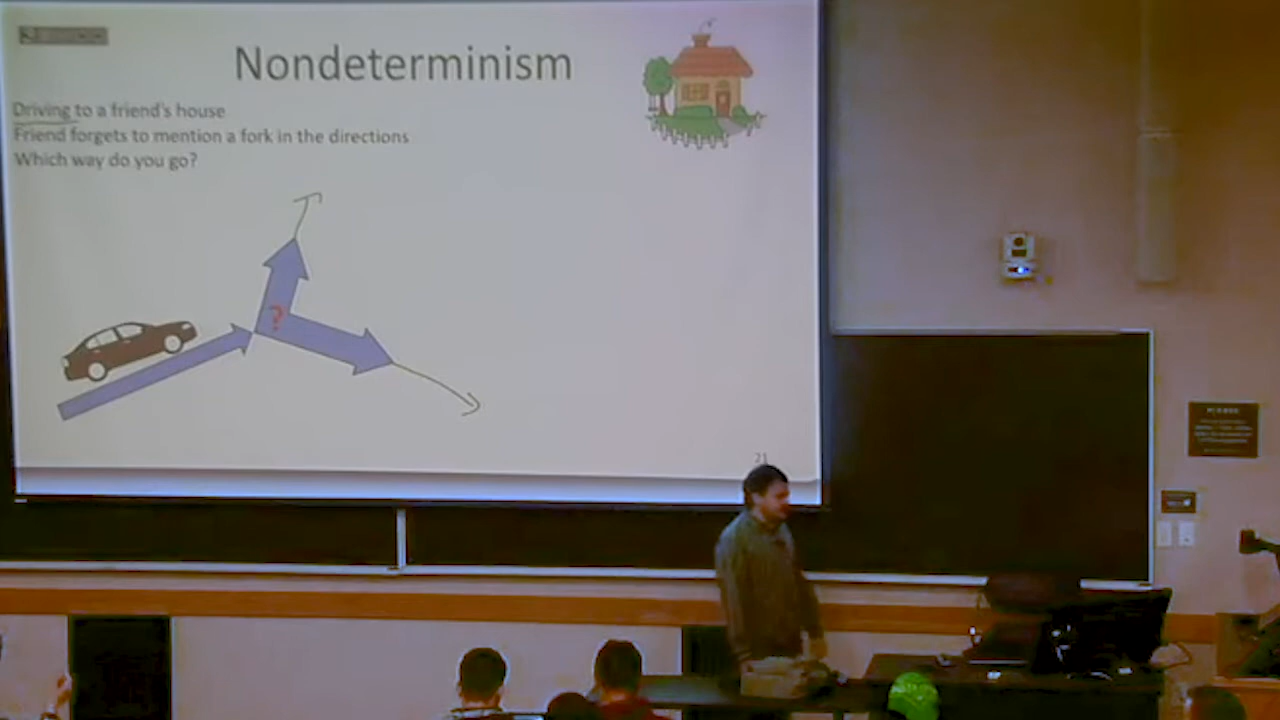 Nondeterminism
Driving to a friend's house
Friend forgets to mention a fork in the directions
Which way do you go?
?
21